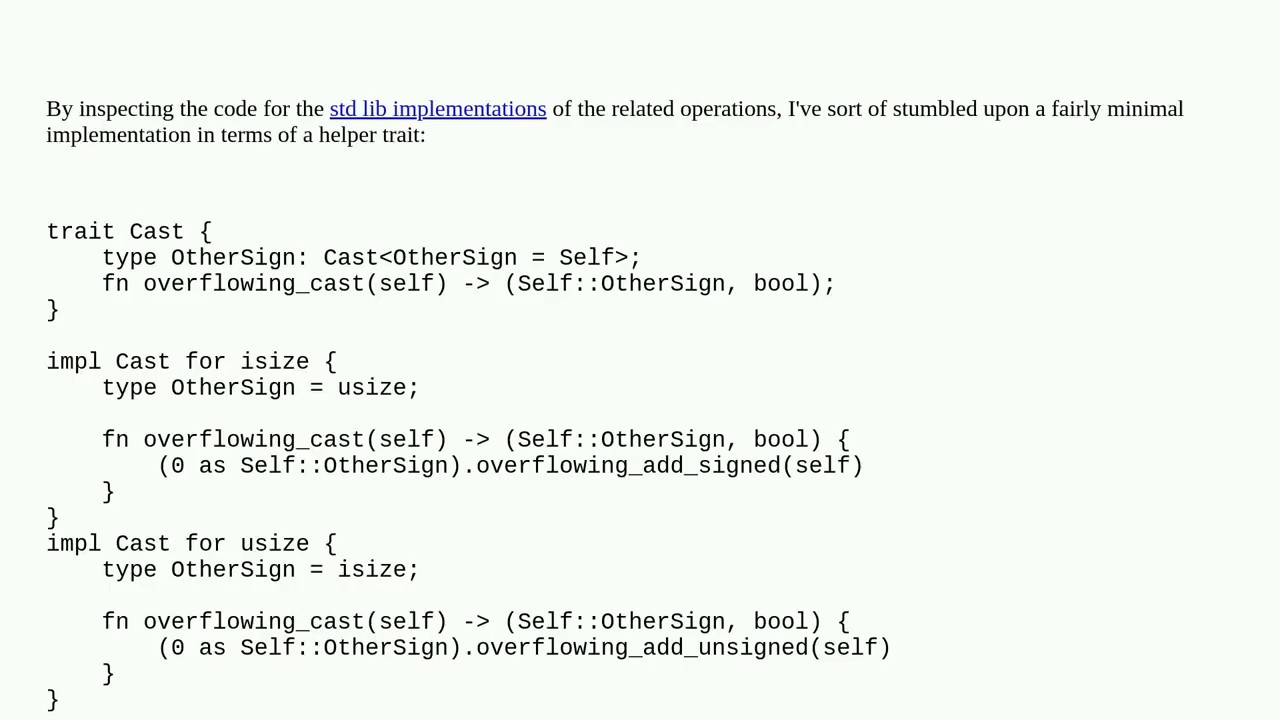 By inspecting the code for the std lib implementations of the related operations, I've sort of stumbled upon a fairly minimal
implementation in terms of a helper trait:
trait Cast {
    type OtherSign: Cast<OtherSign = Self>;
    fn overflowing_cast(self) -> (Self::OtherSign, bool);
}
impl Cast for isize {
    type OtherSign = usize;
    fn overflowing_cast(self) -> (Self::OtherSign, bool) {
        (0 as Self::OtherSign).overflowing_add_signed(self)
    }
}
impl Cast for usize {
    type OtherSign = isize;
    fn overflowing_cast(self) -> (Self::OtherSign, bool) {
        (0 as Self::OtherSign).overflowing_add_unsigned(self)
    }
}